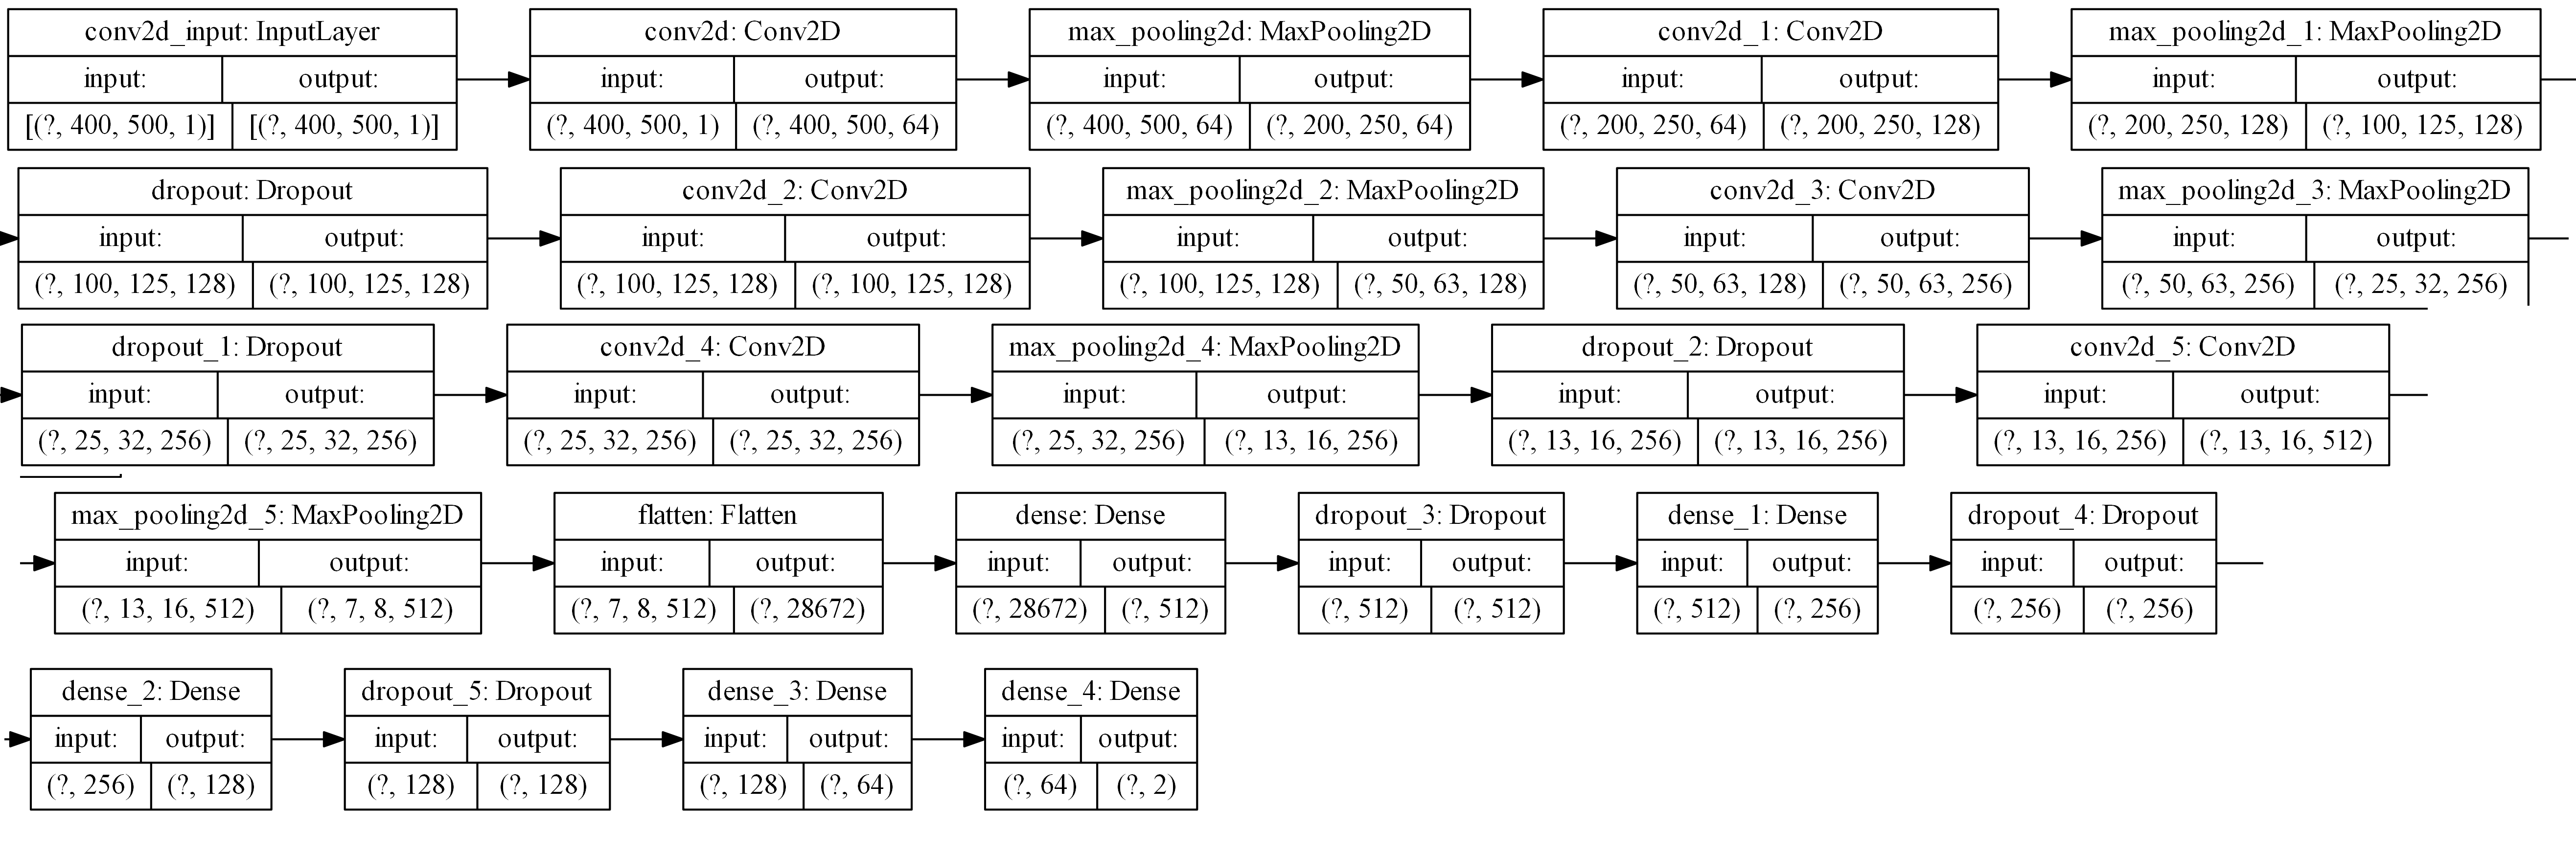 conv2d_input: InputLayer conv2d: Conv2D max_pooling2d: MaxPooling2D conv2d_1: Conv2D max_pooling2d_1: MaxPooling2D
input: output: input: output: input: output: input: output: input: output:
[(?, 400, 500, 1)] [(?, 400, 500, 1)] (?, 400, 500, 1) (?, 400, 500, 64) (?, 400, 500, 64) (?, 200, 250, 64) (?, 200, 250, 64) (?, 200, 250, 128) (?, 200, 250, 128) (?, 100, 125, 128)
dropout: Dropout conv2d_2: Conv2D max_pooling2d_2: MaxPooling2D conv2d_3: Conv2D max_pooling2d_3: MaxPooling2D
input: output: input: output: input: output: input: output: input: output:
(?, 100, 125, 128) (?, 100, 125, 128) (?, 100, 125, 128) (?, 100, 125, 128) (?, 100, 125, 128) (?, 50, 63, 128) (?, 50, 63, 128) (?, 50, 63, 256) (?, 50, 63, 256) (?, 25, 32, 256)
dropout_1: Dropout conv2d_4: Conv2D max_pooling2d_4: MaxPooling2D dropout_2: Dropout conv2d_5: Conv2D
input: output: input: output: input: output: input: output: input: output:
(?, 25, 32, 256) (?, 25, 32, 256) (?, 25, 32, 256) (?, 25, 32, 256) (?, 25, 32, 256) (?, 13, 16, 256) (?, 13, 16, 256) (?, 13, 16, 256) (?, 13, 16, 256) (?, 13, 16, 512)
max_pooling2d_5: MaxPooling2D flatten: Flatten dense: Dense dropout_3: Dropout dense_1: Dense dropout_4: Dropout
input: output: input: output: input: output: input: output: input: output: input: output:
(?, 13, 16, 512) (?, 7, 8, 512) (?, 7, 8, 512) (?, 28672) (?, 28672) (?, 512) (?, 512) (?, 512) (?, 512) (?, 256) (?, 256) (?, 256)
dense_2: Dense dropout_5: Dropout dense_3: Dense dense_4: Dense
input: output: input: output: input: output: input: output:
(?, 256) (?, 128) (?, 128) (?, 128) (?, 128) (?, 64) (?, 64) (?, 2)